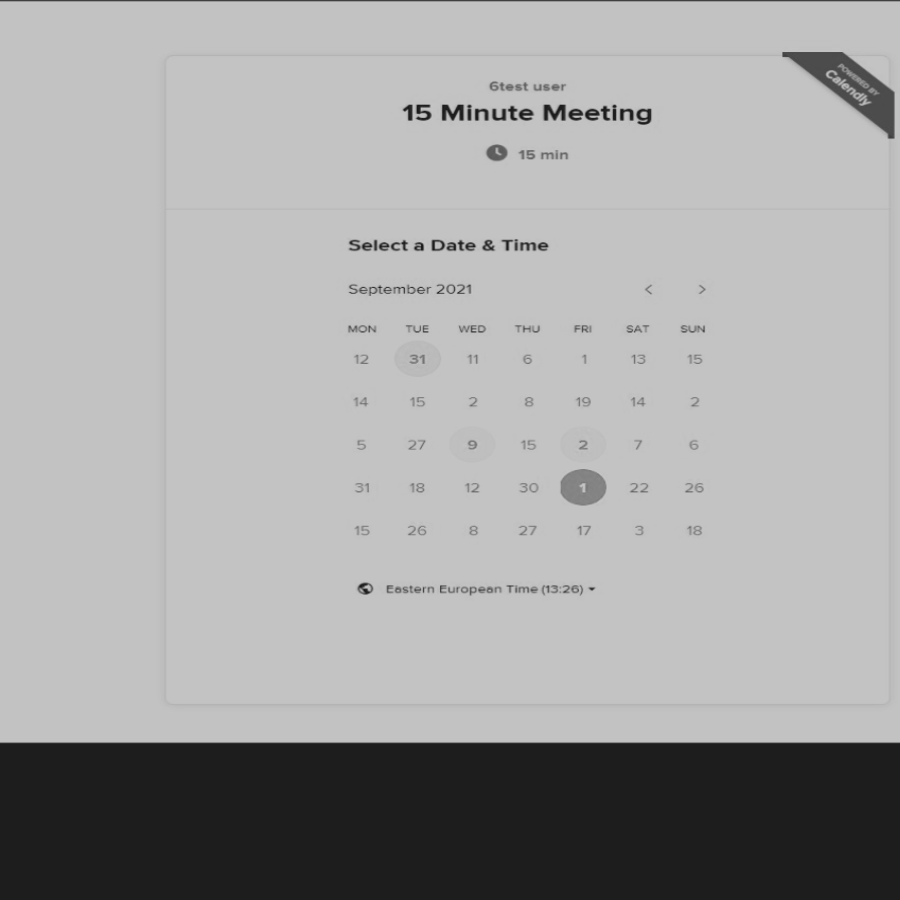 6test user
15 Minute Meeting
15 min
POWERED BY
Calendly
Select a Date & Time
September 2021 < >
MON TUE WED THU FRI SAT SUN
12 31 11 6 1 13 15
14 15 2 8 19 14 2
5 27 9 15 2 7 6
31 18 12 30 1 22 26
15 26 8 27 17 3 18
Eastern European Time (13:26)